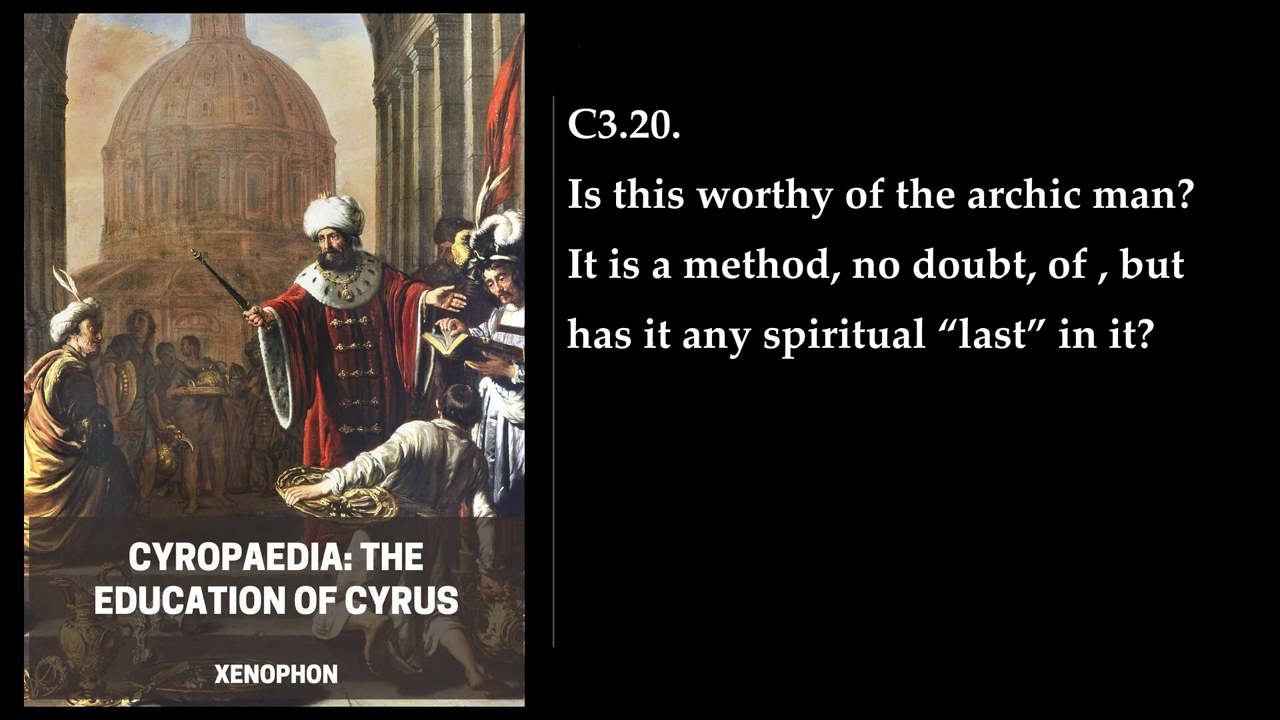 C3.20.
Is this worthy of the archic man?
It is a method, no doubt, of , but
has it any spiritual “last” in it?
CYROPAEDIA: THE
EDUCATION OF CYRUS
XENOPHON